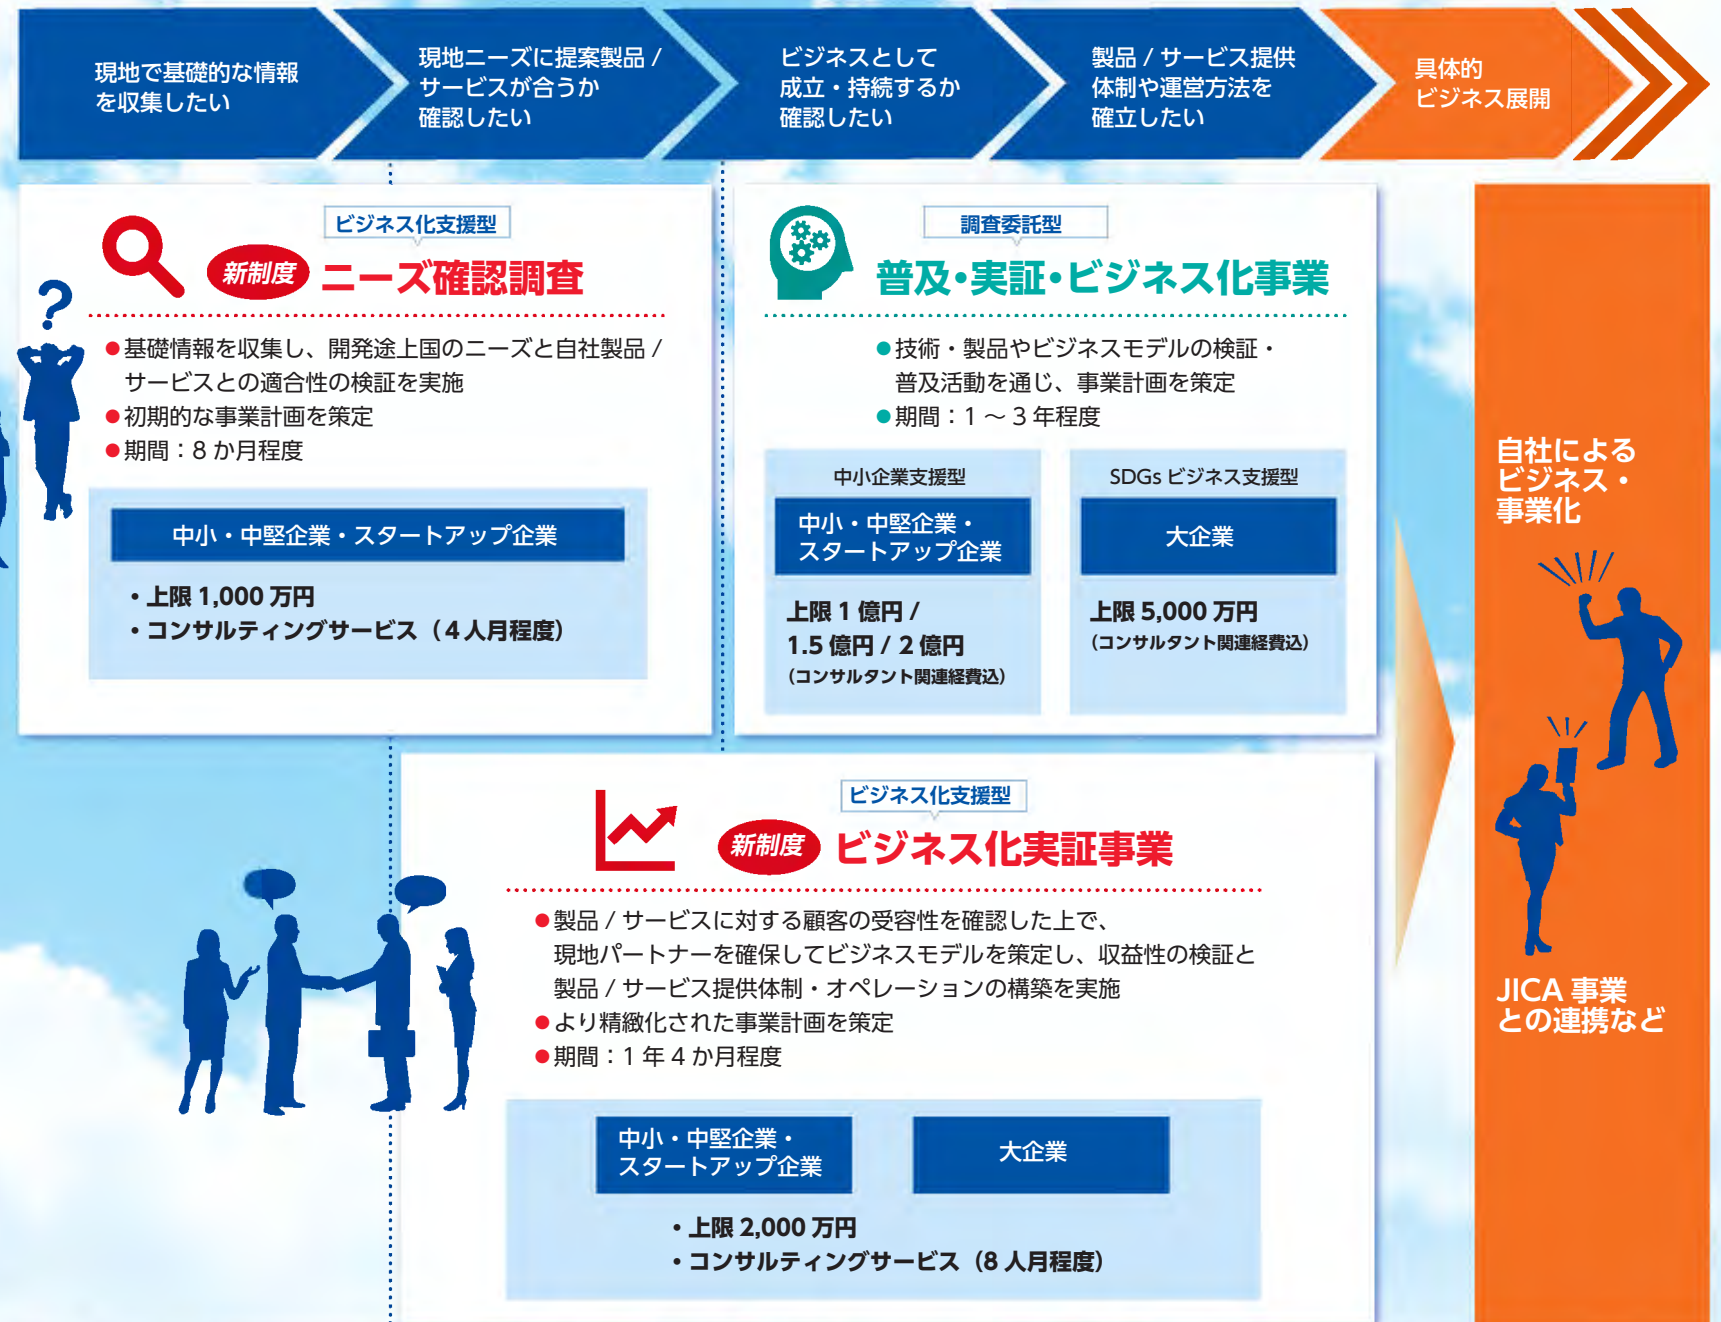 現地で基礎的な情報
を収集したい
現地ニーズに提案製品 /
サービスが合うか
確認したい
ビジネスとして
成立・持続するか
確認したい
製品 / サービス提供
体制や運営方法を
確立したい
具体的
ビジネス展開
ビジネス化支援型
新制度 ニーズ確認調査
?
●基礎情報を収集し、開発途上国のニーズと自社製品 /
サービスとの適合性の検証を実施
●初期的な事業計画を策定
●期間：8 か月程度
中小・中堅企業・スタートアップ企業
・上限 1,000 万円
・コンサルティングサービス（4 人月程度）
調査委託型
普及・実証・ビジネス化事業
●技術・製品やビジネスモデルの検証・
普及活動を通じ、事業計画を策定
●期間：1 〜 3 年程度
中小企業支援型
中小・中堅企業・
スタートアップ企業
上限 1 億円 /
1.5 億円 / 2 億円
（コンサルタント関連経費込）
SDGs ビジネス支援型
大企業
上限 5,000 万円
（コンサルタント関連経費込）
ビジネス化支援型
新制度 ビジネス化実証事業
●製品 / サービスに対する顧客の受容性を確認した上で、
現地パートナーを確保してビジネスモデルを策定し、収益性の検証と
製品 / サービス提供体制・オペレーションの構築を実施
●より精緻化された事業計画を策定
●期間：1 年 4 か月程度
中小・中堅企業・
スタートアップ企業
大企業
・上限 2,000 万円
・コンサルティングサービス（8 人月程度）
自社による
ビジネス・
事業化
JICA 事業
との連携など